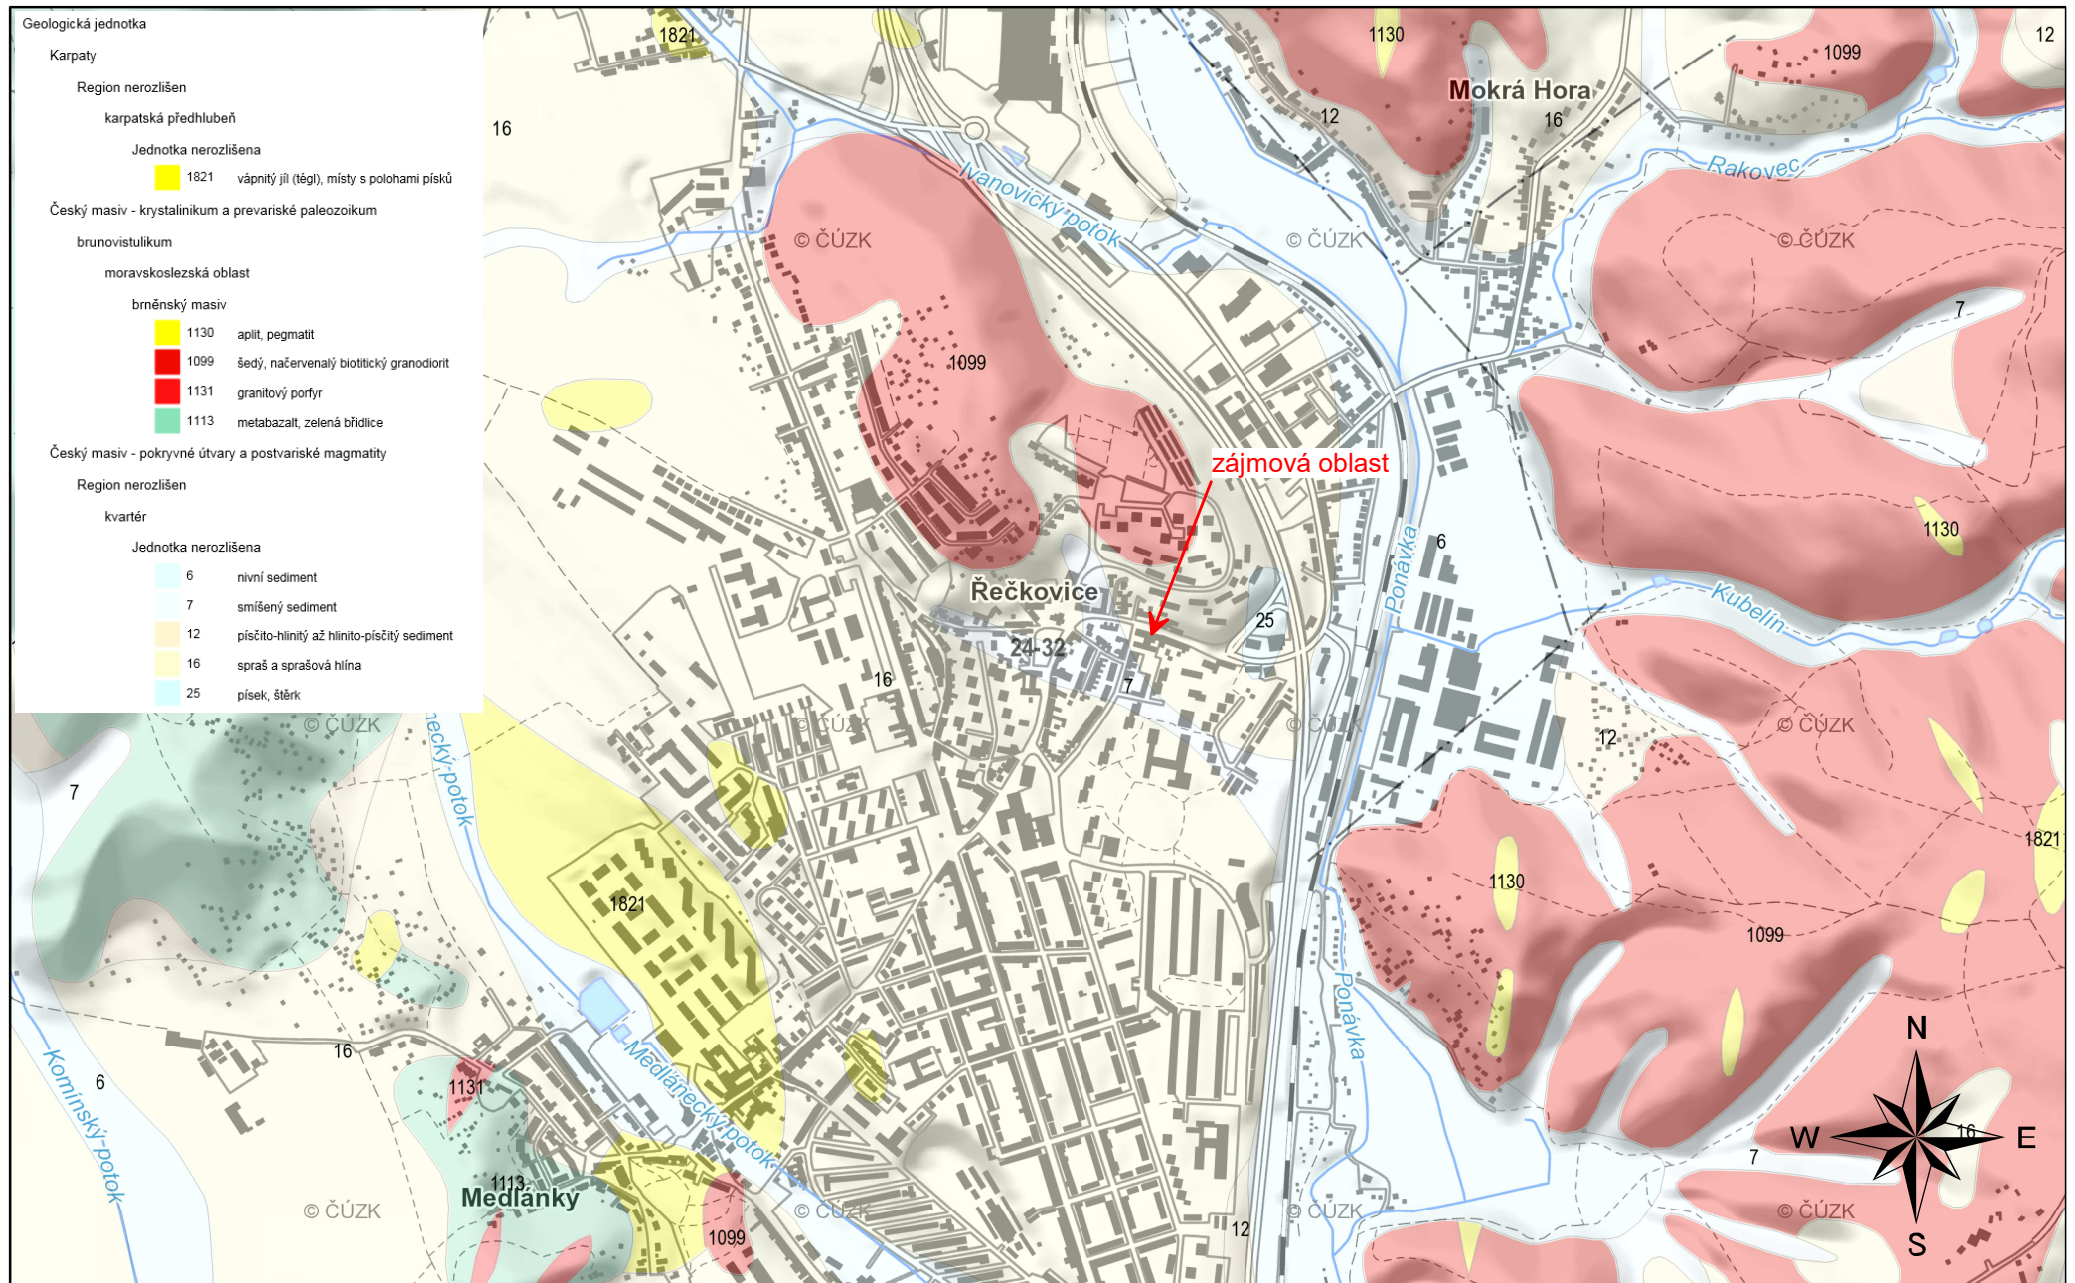 Geologická jednotka
Karpaty
Region nerozlišen
karpatská předhlubeň
Jednotka nerozlišena
1821 vápnitý jíl (tégl), místy s polohami písků
Český masiv - krystalinikum a prevariské paleozoikum
brunovistulikum
moravskoslezská oblast
brněnský masiv
1130 aplit, pegmatit
1099 šedý, načervenalý biotitický granodiorit
1131 granitový porfyr
1113 metabazalt, zelená břidlice
Český masiv - pokryvné útvary a postvariské magmatity
Region nerozlišen
kvartér
Jednotka nerozlišena
6 nivní sediment
7 smíšený sediment
12 písčito-hlinitý až hlinito-písčitý sediment
16 spraš a sprašová hlína
25 písek, štěrk
1821
1130
12
1099
Mokrá Hora
16
12
16
Ivanovický potok
Rakovec
© ČÚZK
© ČÚZK
© ČÚZK
7
1099
zájmová oblast
Ponávka
6
1130
Řečkovice
Kubelín
25
24-32
16
7
© ČÚZK
© ČÚZK
© ČÚZK
© ČÚZK
necký potok
12
7
1821
1130
1821
1099
Ponávka
16
N
6
Komínský potok
1131
Medlánecký potok
W
E
16
7
1113
Medlánky
© ČÚZK
© ČÚZK
© ČÚZK
© ČÚZK
1099
12
S